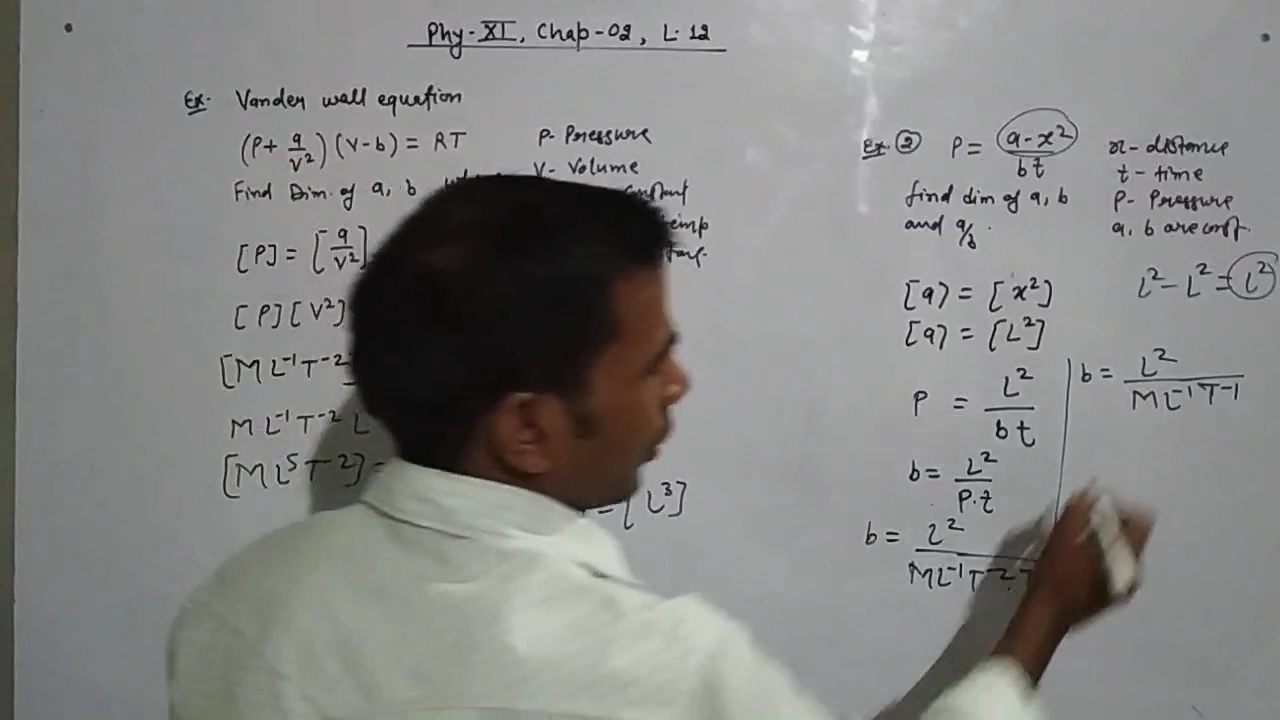 Phy-XI, Chap-02, L.12
Ex. Vander wall equation
(P + a/V²) (V-b) = RT
P- Pressure
V- Volume
Find Dim. of a, b
[P] = [a/V²]
[P] [V²]
[ML⁻¹T⁻²]
ML⁻¹T⁻² L
[ML⁵T⁻²] =
= [L³]
Ex. ② P = (a-x²)/bt
find dim of a, b
and a/b.
x- distance
t- time
P- Pressure
a, b are const.
[a] = [x²]
[a] = [L²]
L² - L² = L²
P = L²/bt
b = L²/P.t
b = L²/ML⁻¹T⁻²
b = L²/ML⁻¹T⁻¹